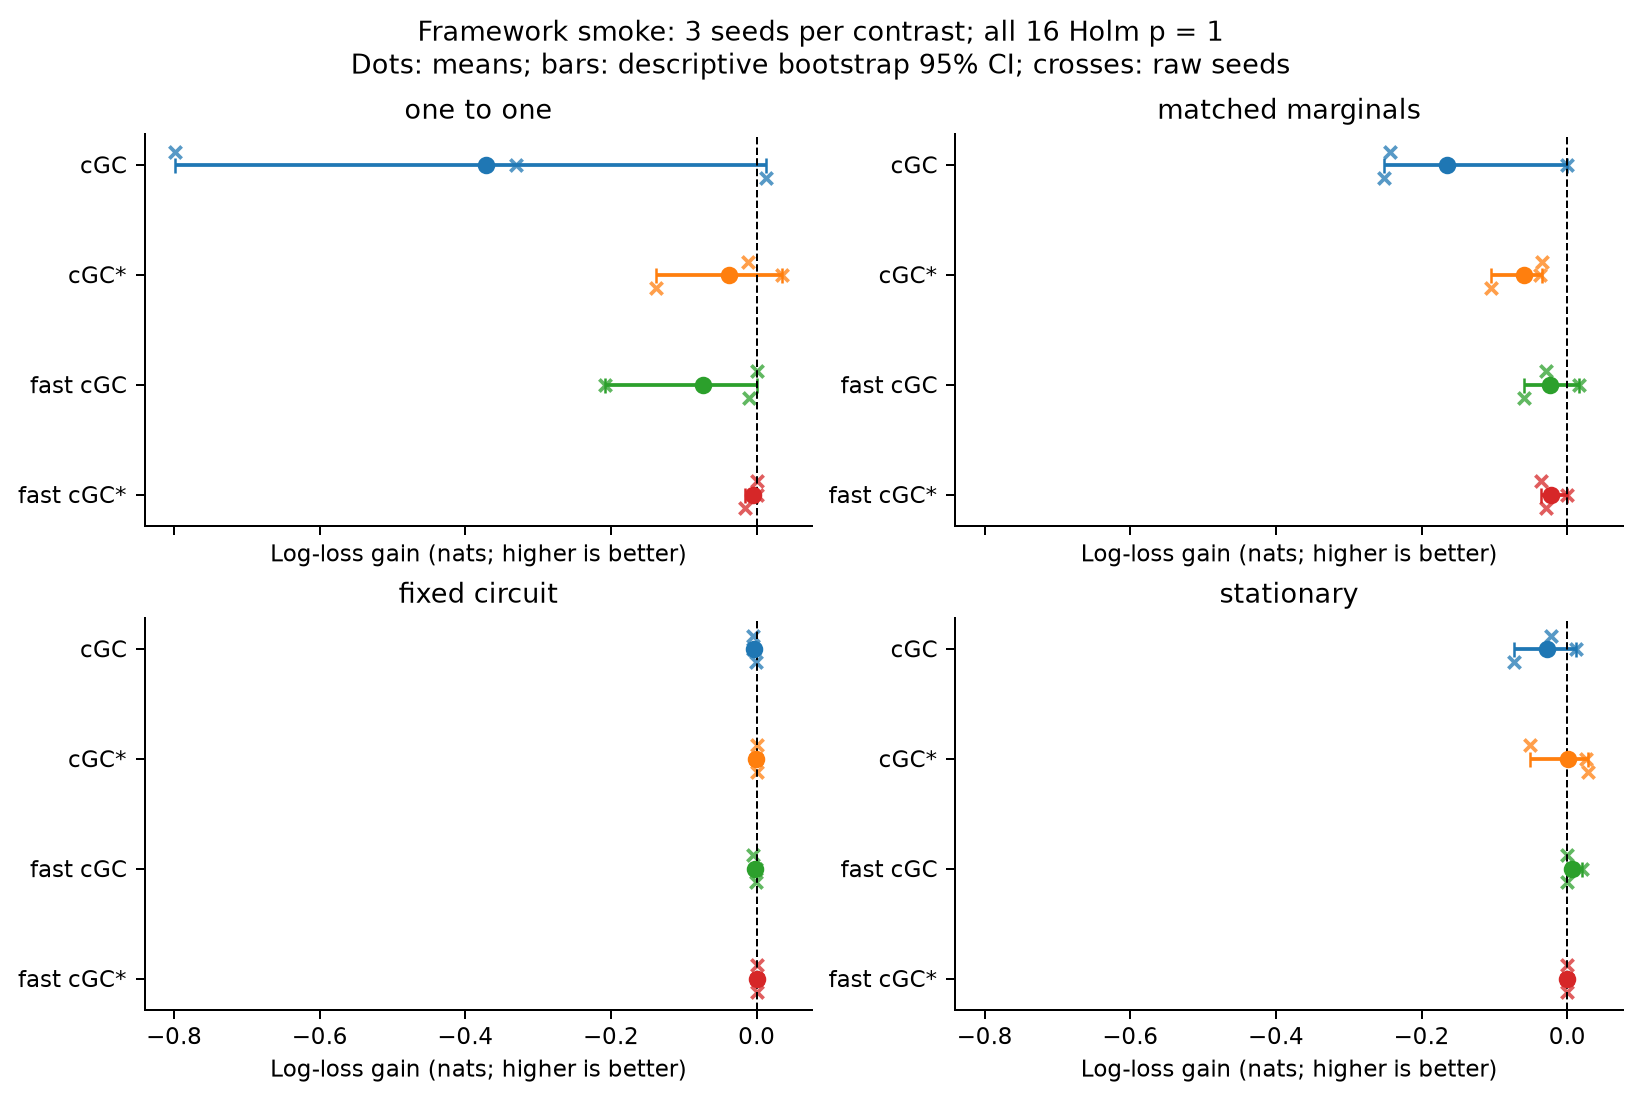 Framework smoke: 3 seeds per contrast; all 16 Holm p = 1
Dots: means; bars: descriptive bootstrap 95% CI; crosses: raw seeds
one to one
cGC
cGC*
fast cGC
fast cGC*
Log-loss gain (nats; higher is better)
matched marginals
cGC
cGC*
fast cGC
fast cGC*
Log-loss gain (nats; higher is better)
fixed circuit
cGC
cGC*
fast cGC
fast cGC*
−0.8 −0.6 −0.4 −0.2 0.0
Log-loss gain (nats; higher is better)
stationary
cGC
cGC*
fast cGC
fast cGC*
−0.8 −0.6 −0.4 −0.2 0.0
Log-loss gain (nats; higher is better)